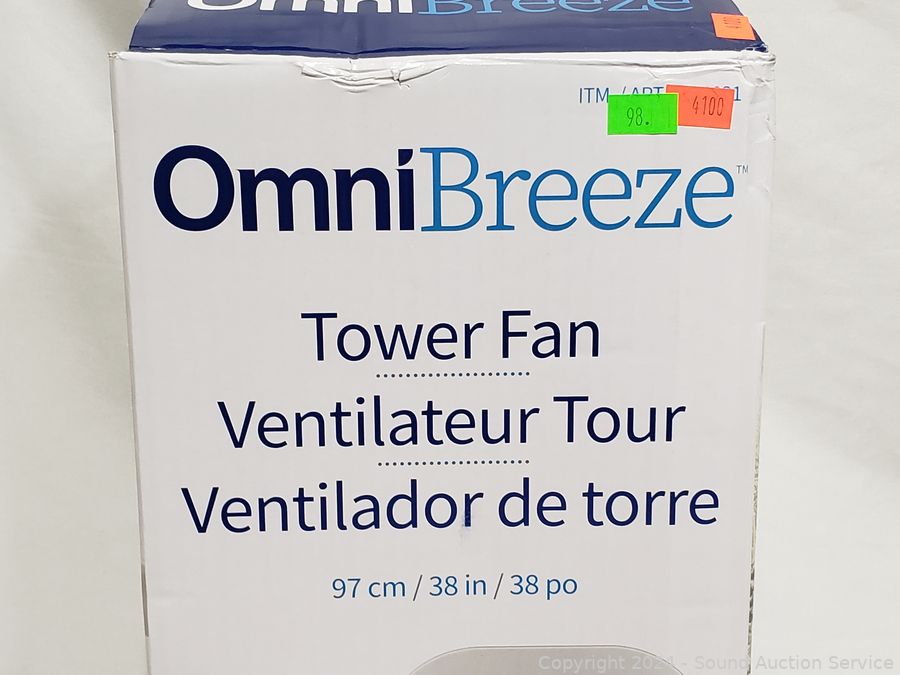 OmniBreeze
ITM. / ART.
98.
4100
OmniBreeze™
Tower Fan
Ventilateur Tour
Ventilador de torre
97 cm / 38 in / 38 po
Copyright 2024 - Sound Auction Service